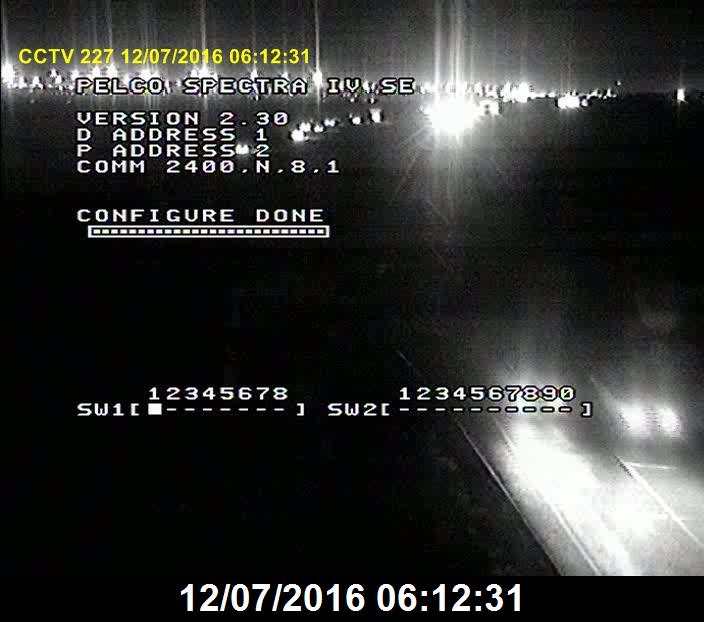 CCTV 227 12/07/2016 06:12:31
PELCO SPECTRA IV SE
VERSION 2.30
D ADDRESS 1
P ADDRESS 2
COMM 2400,N,8,1
CONFIGURE DONE
12345678 1234567890
SW1[■-------] SW2[----------]
12/07/2016 06:12:31